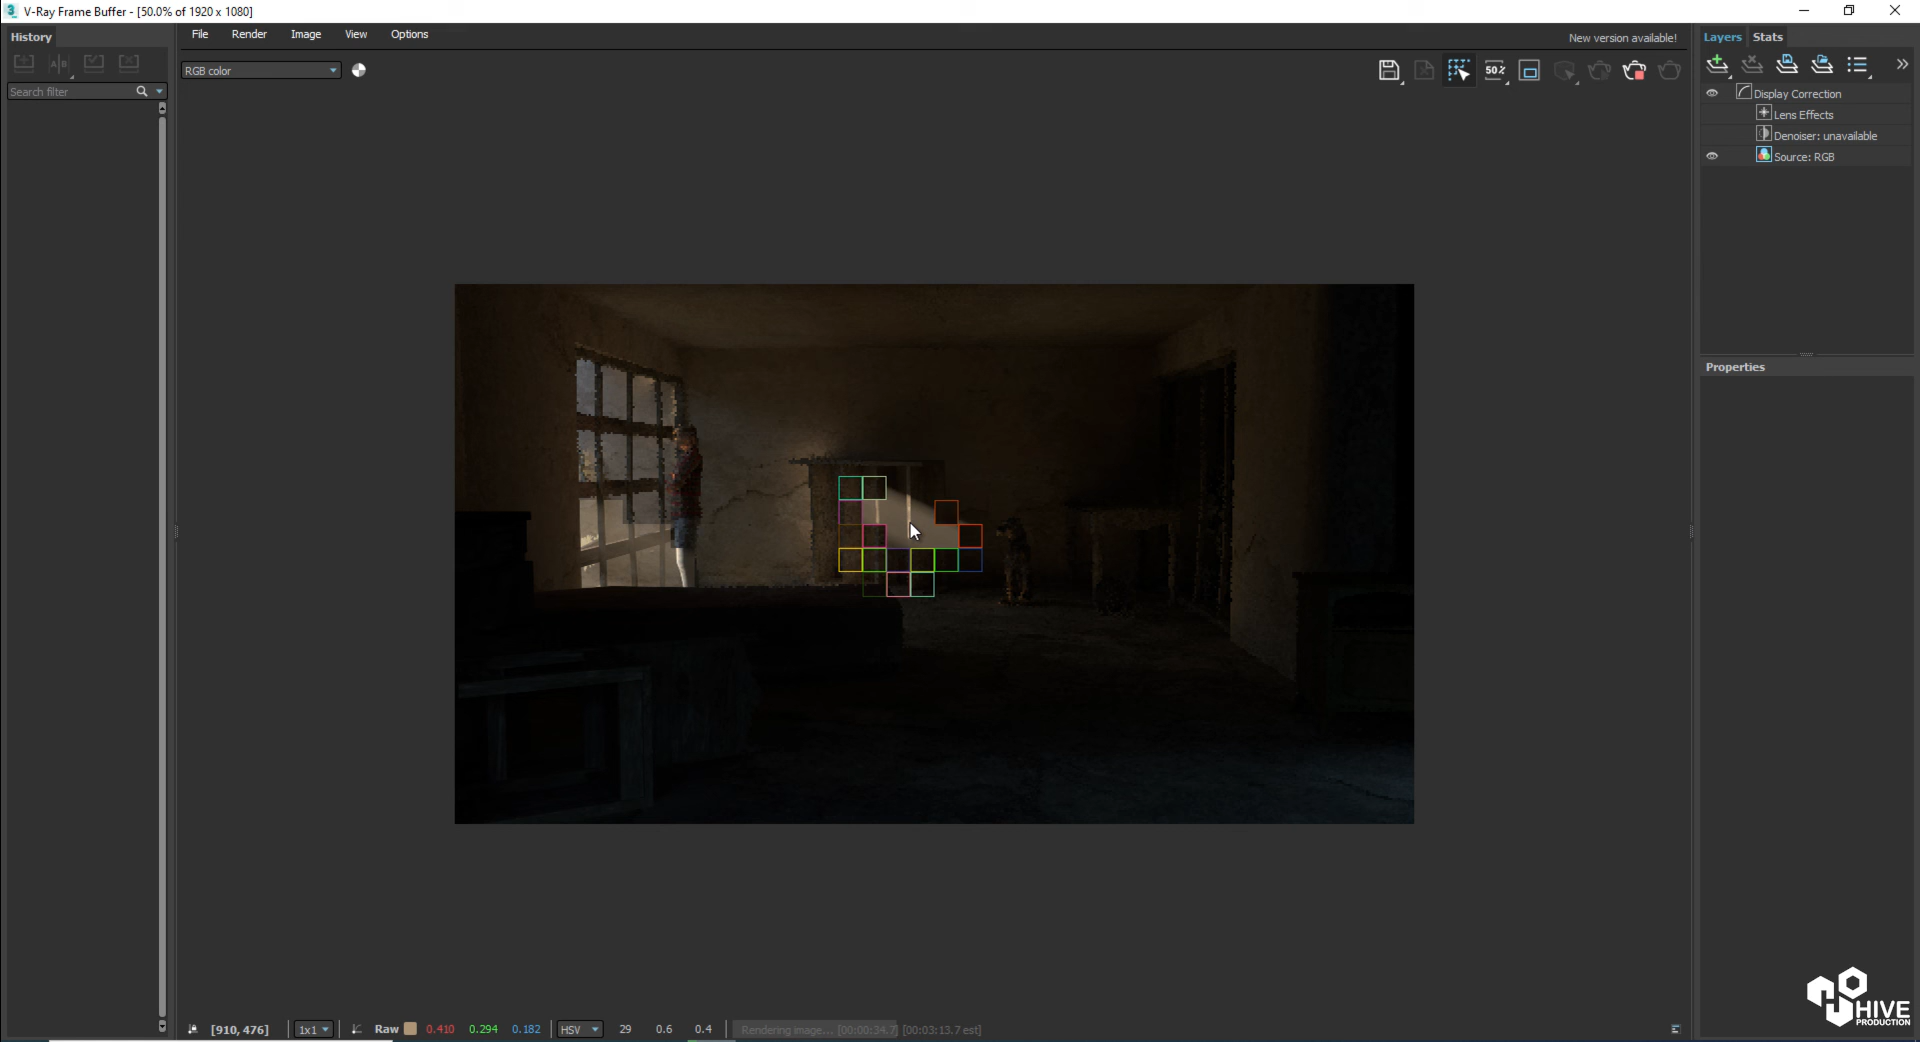 V-Ray Frame Buffer - [50.0% of 1920 x 1080]
History
File Render Image View Options
New version available!
Layers Stats
RGB color
A B
50%
Search filter
Display Correction
Lens Effects
Denoiser: unavailable
Source: RGB
Properties
HIVE
PRODUCTION
[910, 476] 1x1 Raw 0.410 0.294 0.182 HSV 29 0.6 0.4 Rendering image... [00:00:34.7] [00:03:13.7 est]